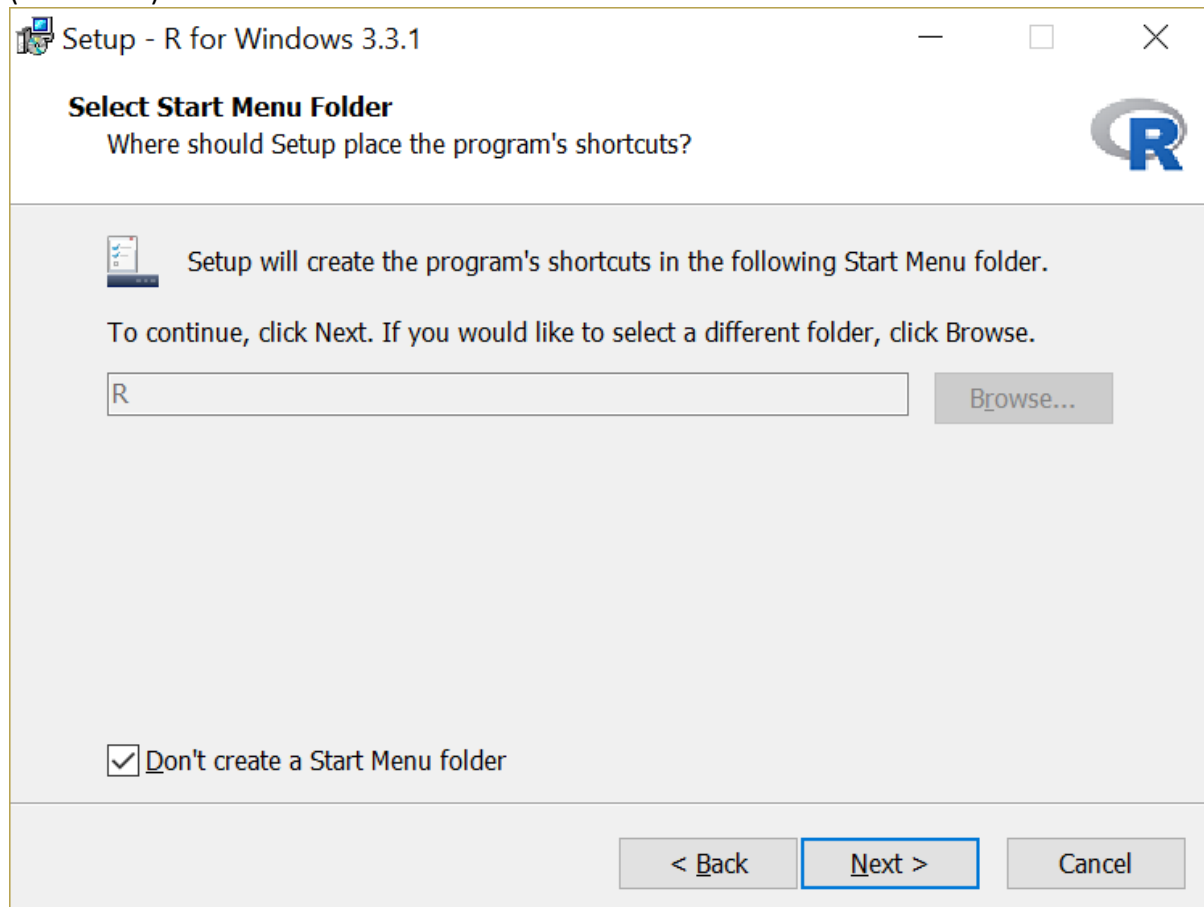 Setup - R for Windows 3.3.1
Select Start Menu Folder
Where should Setup place the program's shortcuts?
R
Setup will create the program's shortcuts in the following Start Menu folder.
To continue, click Next. If you would like to select a different folder, click Browse.
R
Browse...
Don't create a Start Menu folder
< Back
Next >
Cancel